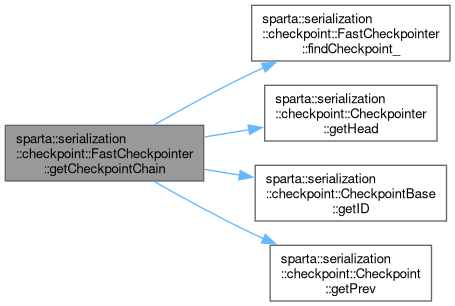 sparta::serialization
::checkpoint::FastCheckpointer
::findCheckpoint_
sparta::serialization
::checkpoint::Checkpointer
::getHead
sparta::serialization
::checkpoint::FastCheckpointer
::getCheckpointChain
sparta::serialization
::checkpoint::CheckpointBase
::getID
sparta::serialization
::checkpoint::Checkpoint
::getPrev